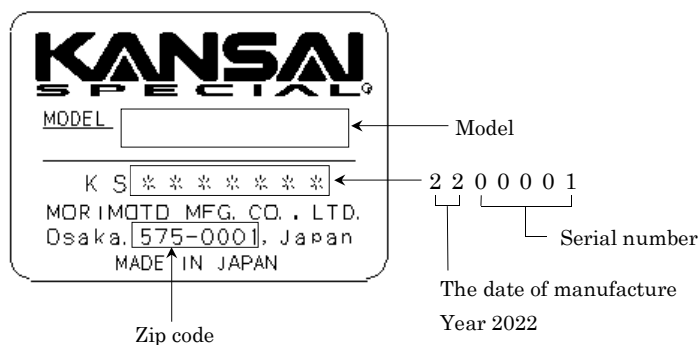 KANSAI
SPECIAL®
MODEL
Model
K S * * * * * * *
2 2 0 0 0 0 1
MORIMOTO MFG. CO., LTD.
Osaka, 575-0001, Japan
Serial number
MADE IN JAPAN
The date of manufacture
Year 2022
Zip code